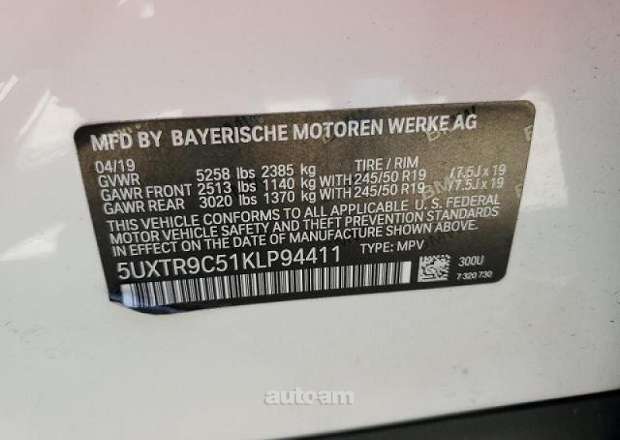 MFD BY BAYERISCHE MOTOREN WERKE AG
04/19 TIRE / RIM
GVWR 5258 lbs 2385 kg
GAWR FRONT 2513 lbs 1140 kg WITH 245/50 R19 /7.5J x 19
GAWR REAR 3020 lbs 1370 kg WITH 245/50 R19 /7.5J x 19
THIS VEHICLE CONFORMS TO ALL APPLICABLE U.S. FEDERAL
MOTOR VEHICLE SAFETY AND THEFT PREVENTION STANDARDS
IN EFFECT ON THE DATE OF MANUFACTURE SHOWN ABOVE.
5UXTR9C51KLP94411 TYPE: MPV
300U
7 320 730
auto-am